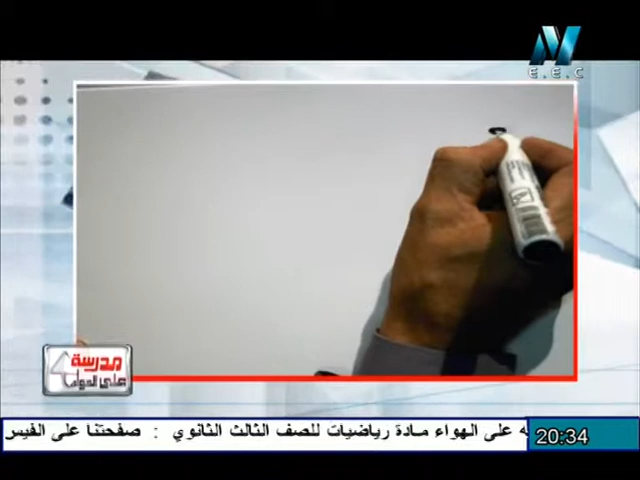 E.E.C
مدرسة
على الهواء
ه على الهواء مادة رياضيات للصف الثالث الثانوي : صفحتنا على الفيس
20:34